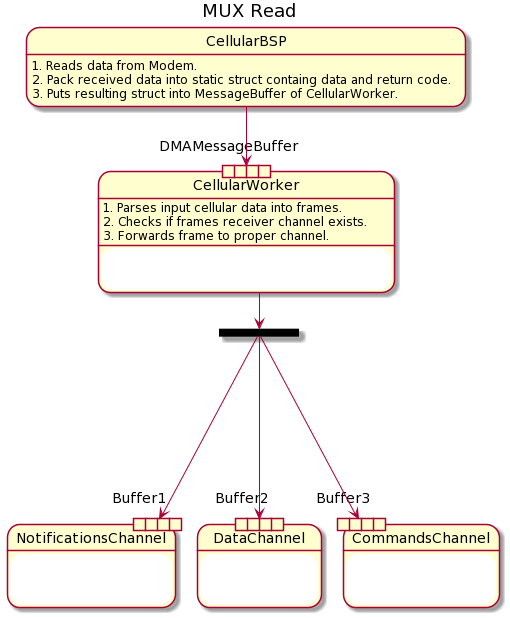 MUX Read
CellularBSP
1. Reads data from Modem.
2. Pack received data into static struct containg data and return code.
3. Puts resulting struct into MessageBuffer of CellularWorker.
DMAMessageBuffer
CellularWorker
1. Parses input cellular data into frames.
2. Checks if frames receiver channel exists.
3. Forwards frame to proper channel.
Buffer1
Buffer2
Buffer3
NotificationsChannel
DataChannel
CommandsChannel